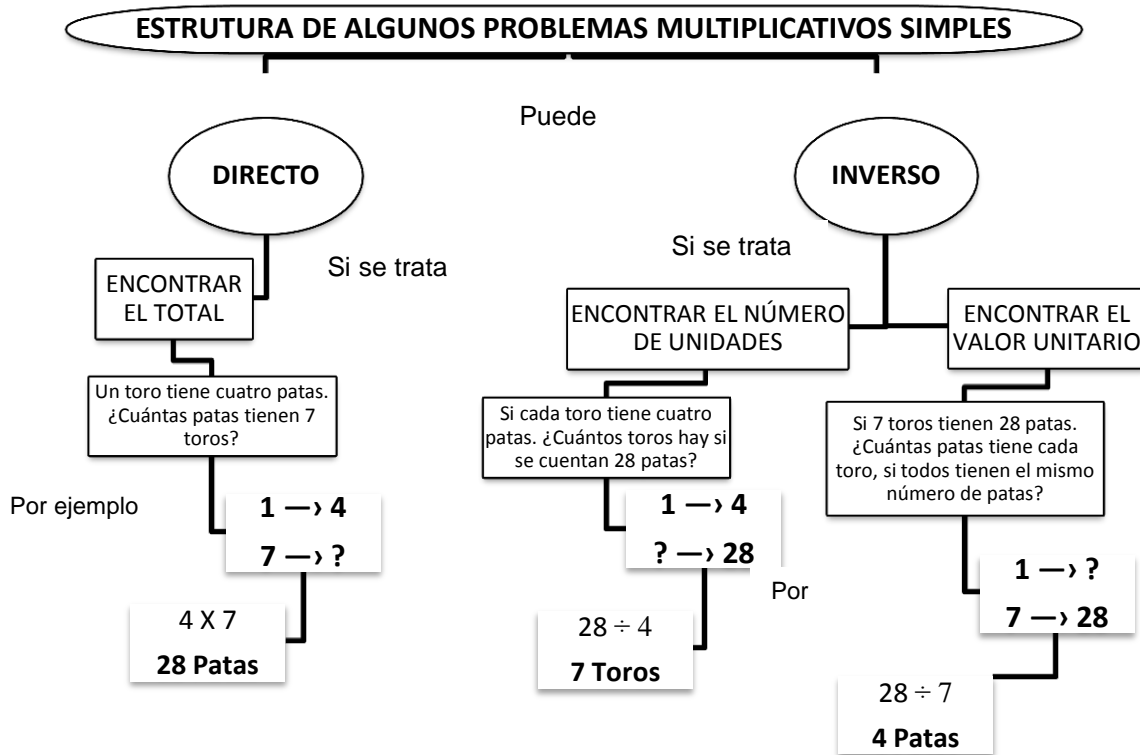 ESTRUTURA DE ALGUNOS PROBLEMAS MULTIPLICATIVOS SIMPLES
Puede
DIRECTO
INVERSO
Si se trata
Si se trata
ENCONTRAR
EL TOTAL
ENCONTRAR EL NÚMERO
DE UNIDADES
ENCONTRAR EL
VALOR UNITARIO
Un toro tiene cuatro patas.
¿Cuántas patas tienen 7
toros?
Si cada toro tiene cuatro
patas. ¿Cuántos toros hay si
se cuentan 28 patas?
Si 7 toros tienen 28 patas.
¿Cuántas patas tiene cada
toro, si todos tienen el mismo
número de patas?
Por ejemplo
1 —› 4
7 —› ?
1 —› 4
? —› 28
Por
1 —› ?
7 —› 28
4 X 7
28 Patas
28 ÷ 4
7 Toros
28 ÷ 7
4 Patas